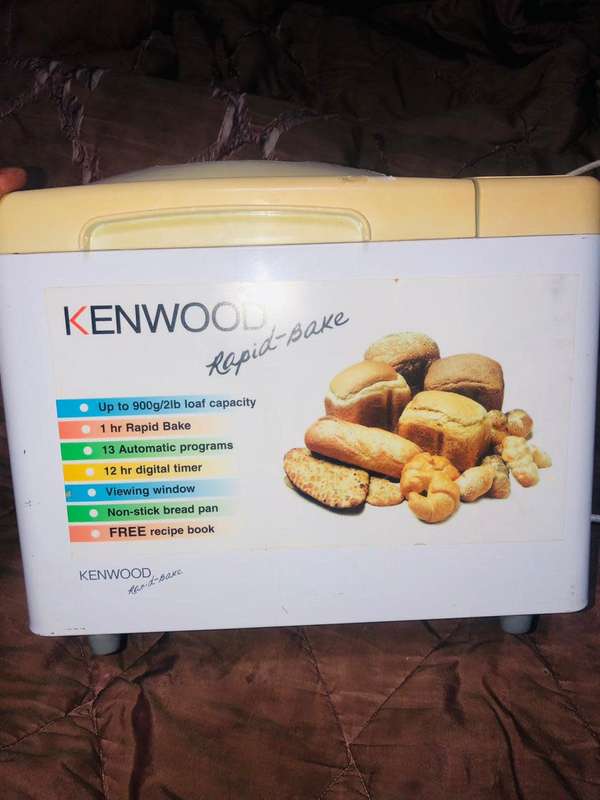 KENWOOD
Rapid-Bake
Up to 900g/2lb loaf capacity
1 hr Rapid Bake
13 Automatic programs
12 hr digital timer
Viewing window
Non-stick bread pan
FREE recipe book
KENWOOD
Rapid-Bake